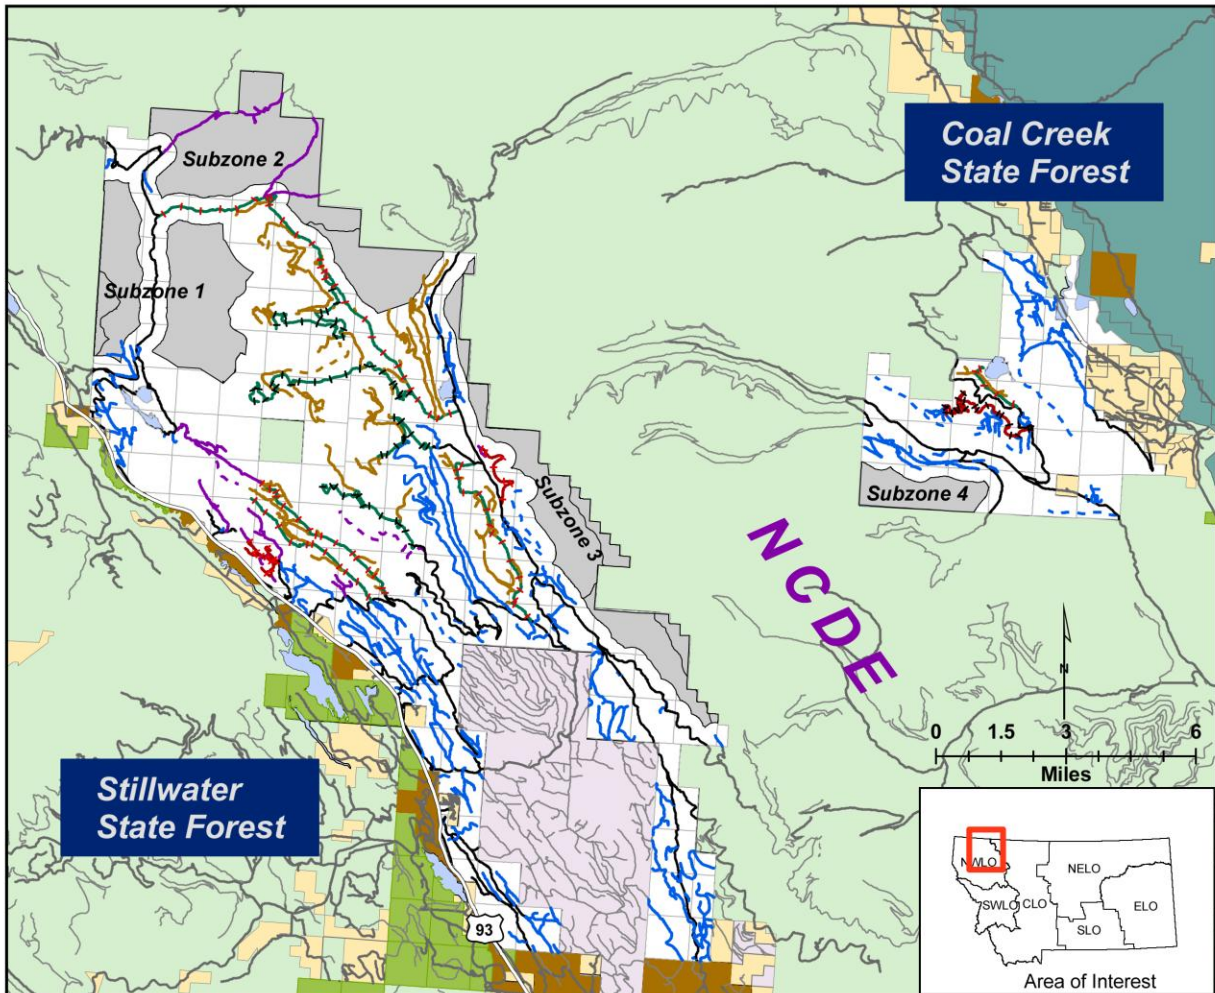 Coal Creek
State Forest
Subzone 2
Subzone 1
Subzone 4
Subzone 3
NCDE
N
0 1.5 3 6
Miles
Stillwater
State Forest
93
NWLO
NELO
SWLO
CLO
ELO
SLO
Area of Interest